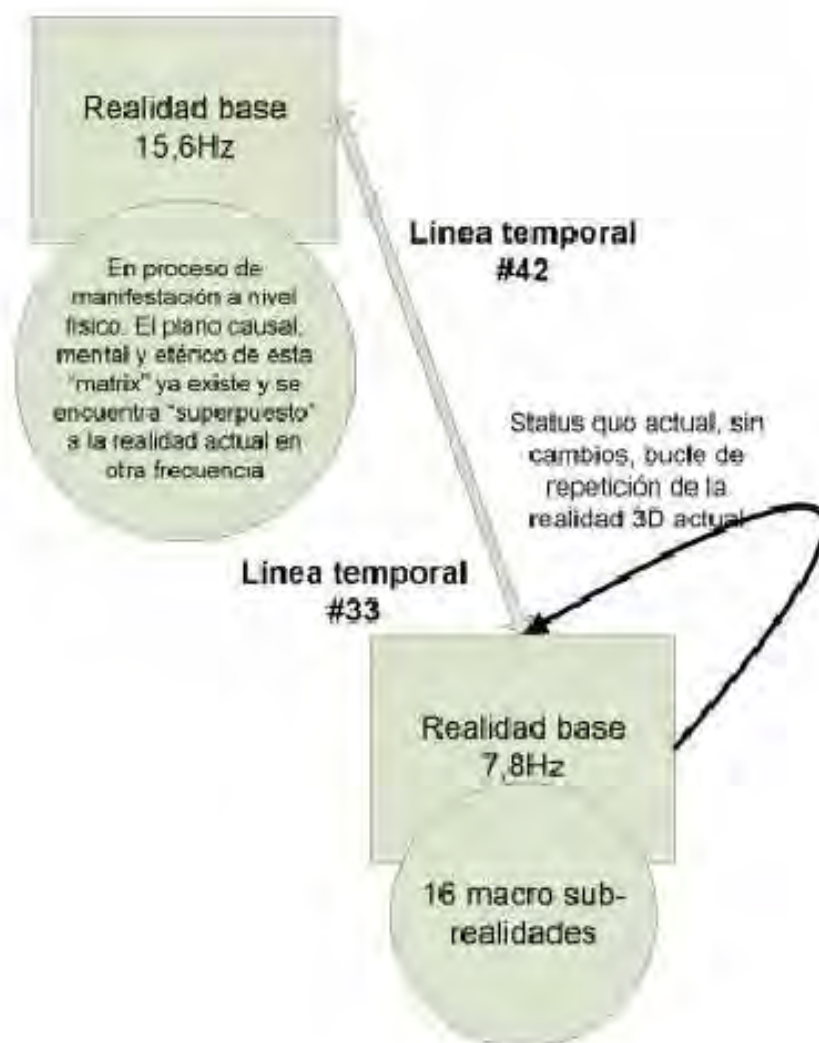 Realidad base
15,6Hz
En proceso de
manifestación a nivel
físico. El plano causal,
mental y etérico de esta
"matrix" ya existe y se
encuentra "superpuesto"
a la realidad actual en
otra frecuencia
Línea temporal
#42
Status quo actual, sin
cambios, bucle de
repetición de la
realidad 3D actual
Línea temporal
#33
Realidad base
7,8Hz
16 macro sub-
realidades